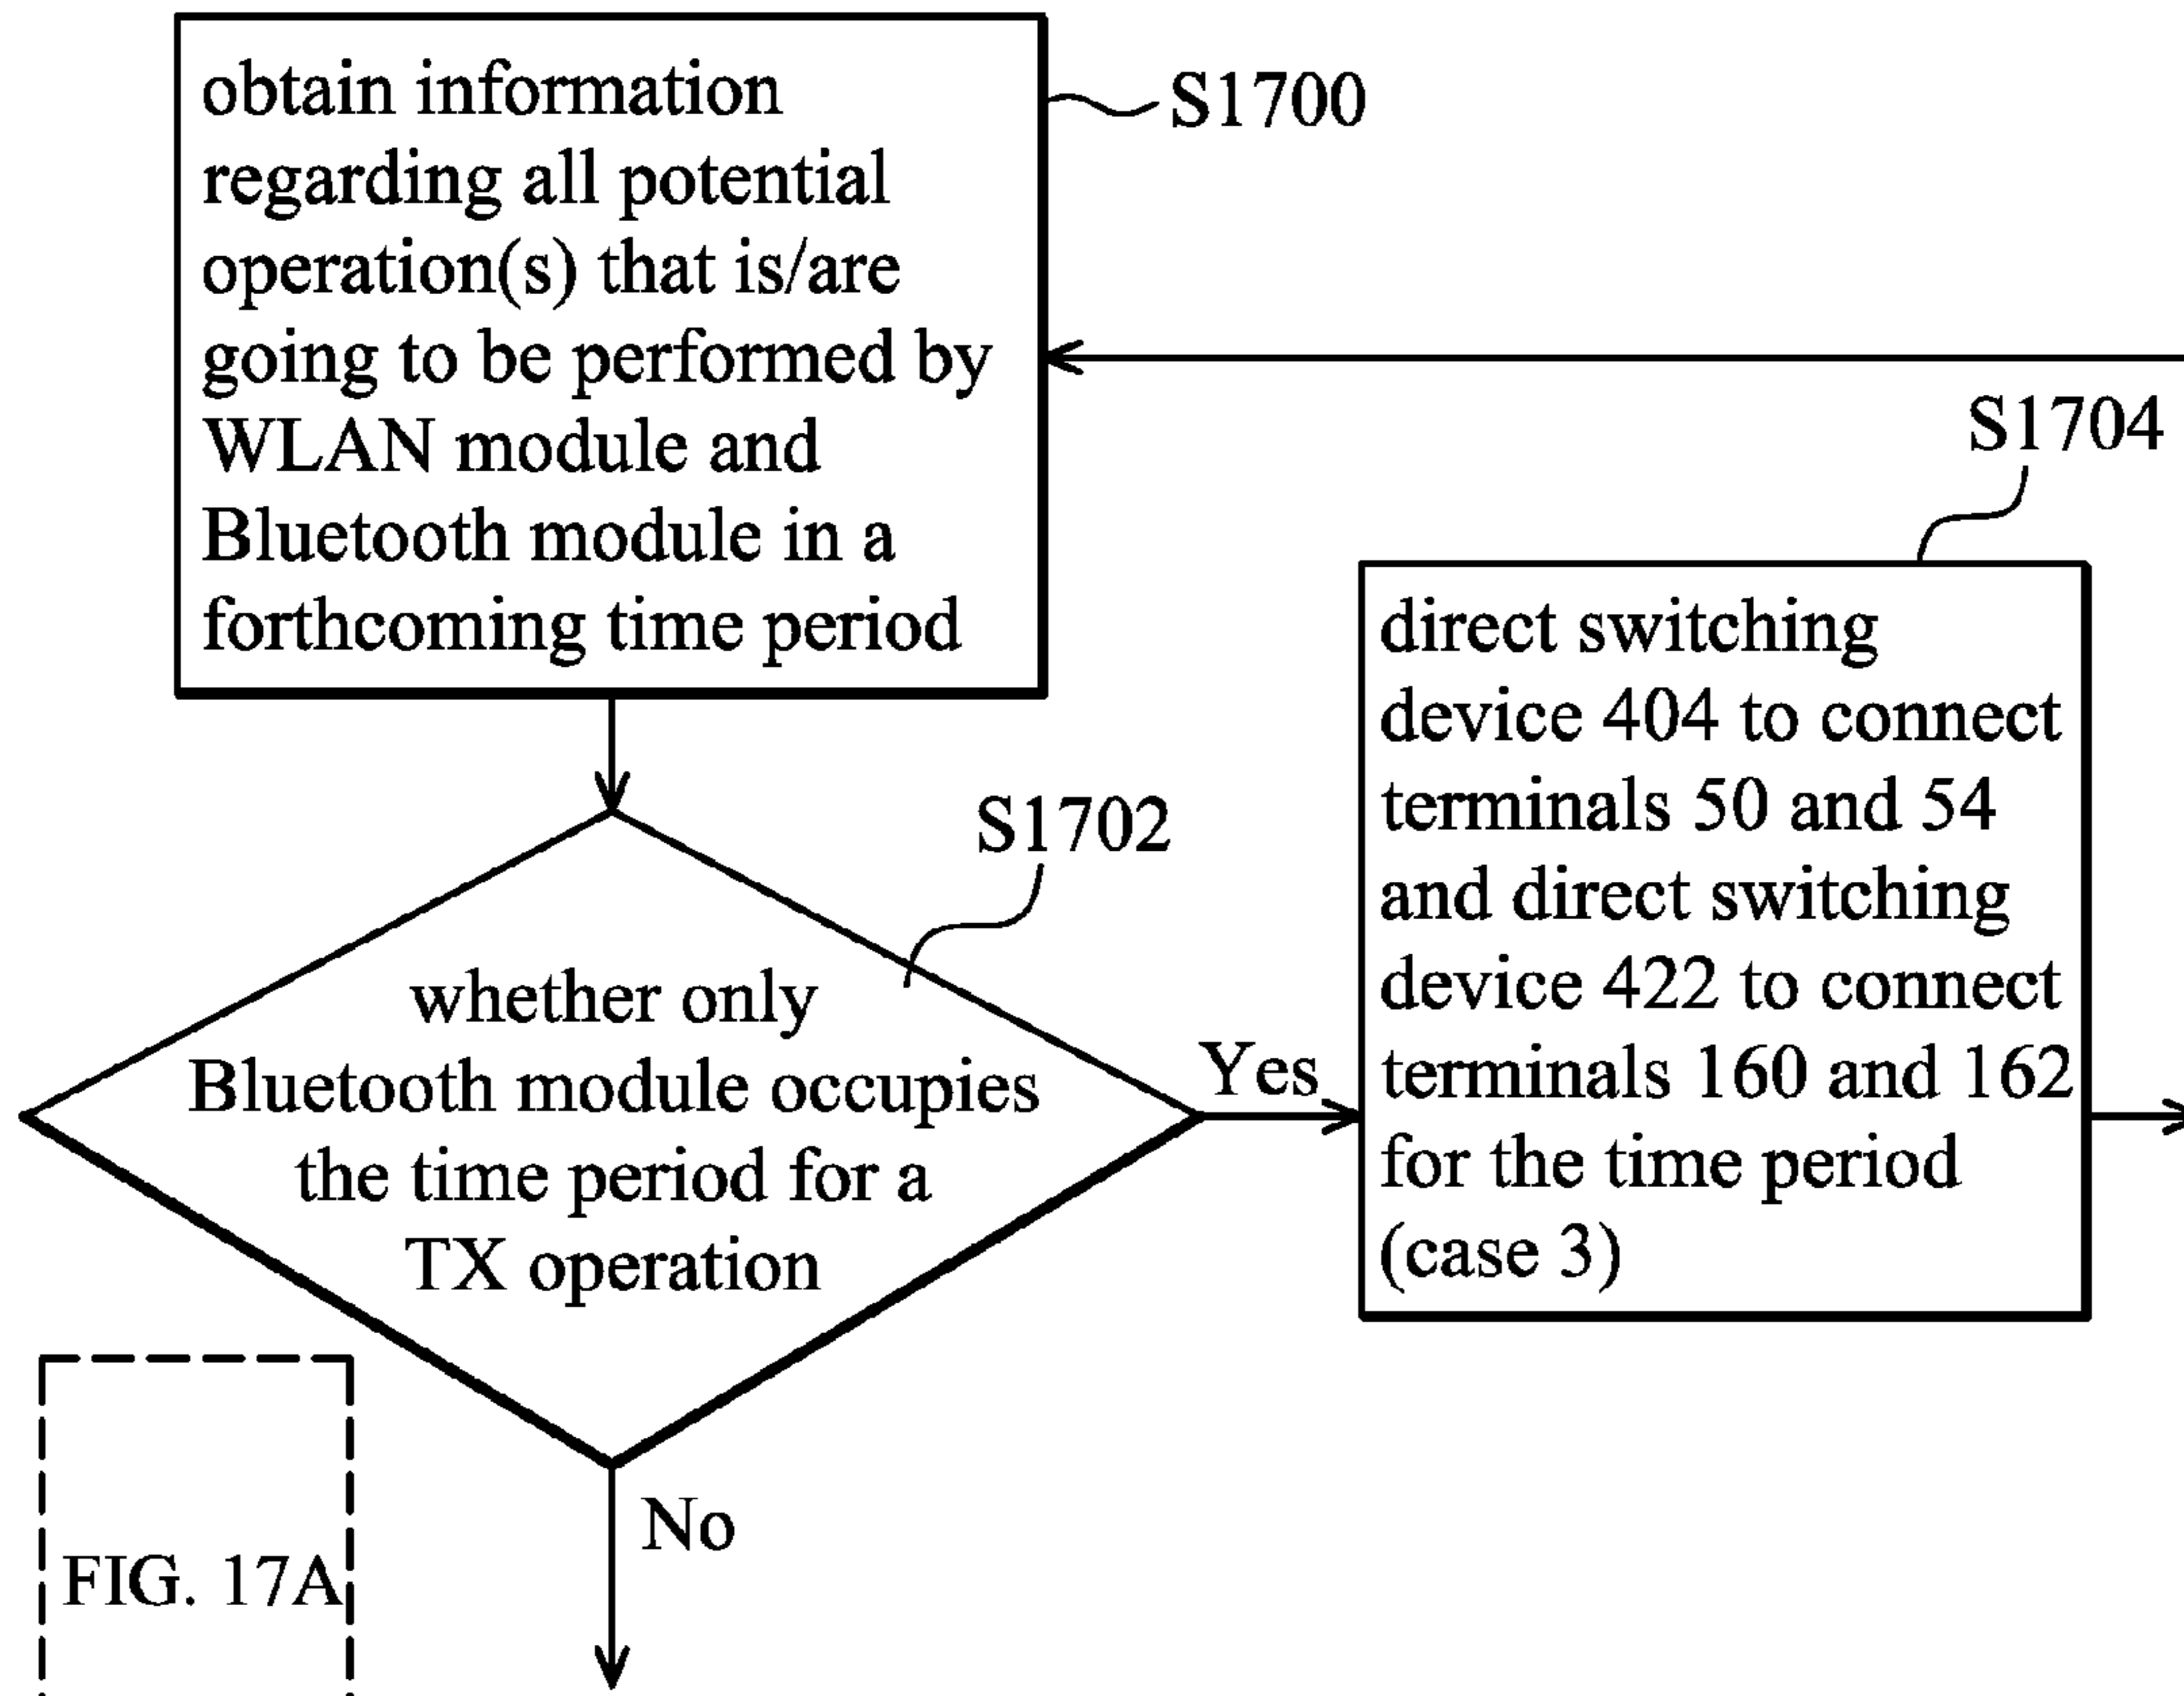 obtain information
regarding all potential
operation(s) that is/are
going to be performed by
WLAN module and
Bluetooth module in a
forthcoming time period
S1700
S1702
whether only
Bluetooth module occupies
the time period for a
TX operation
Yes
No
S1704
direct switching
device 404 to connect
terminals 50 and 54
and direct switching
device 422 to connect
terminals 160 and 162
for the time period
(case 3)
FIG. 17A